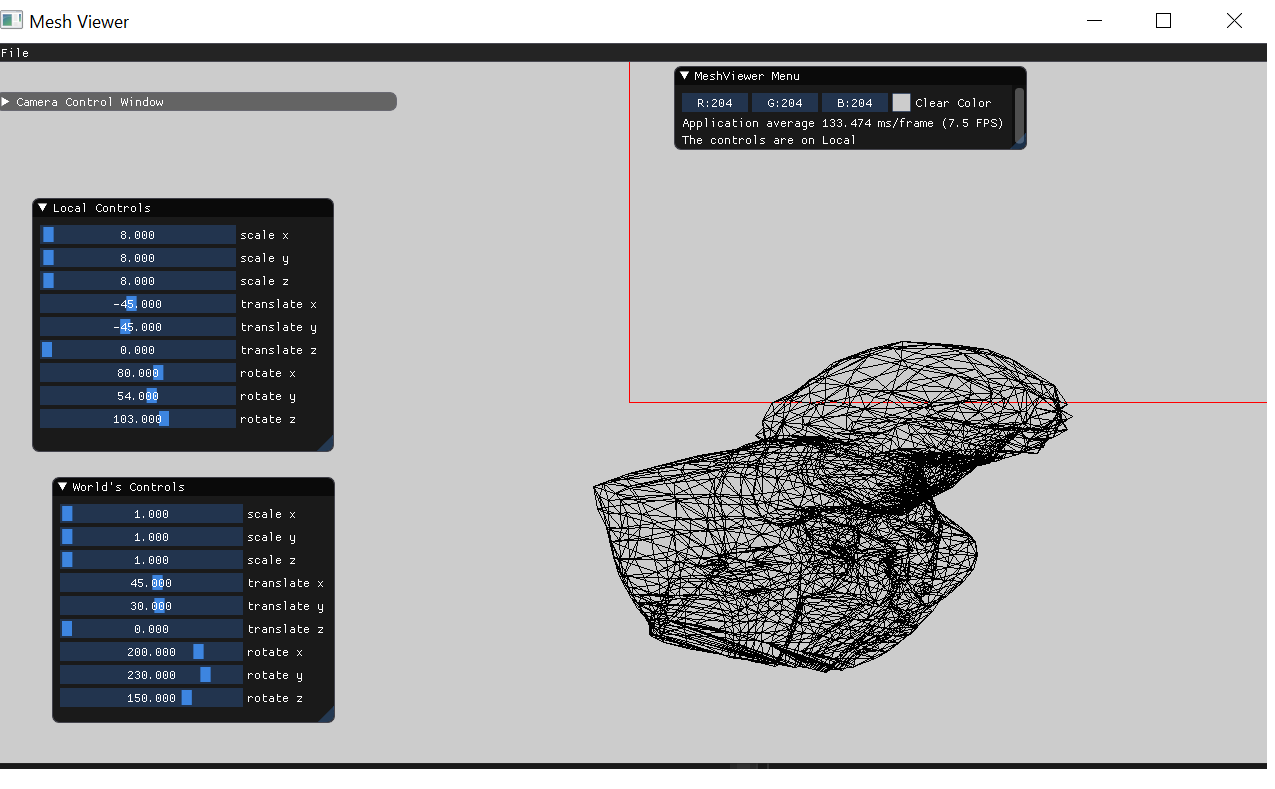 Mesh Viewer
File
Camera Control Window
MeshViewer Menu
R:204 G:204 B:204 Clear Color
Application average 133.474 ms/frame (7.5 FPS)
The controls are on Local
Local Controls
8.000 scale x
8.000 scale y
8.000 scale z
-45.000 translate x
-45.000 translate y
0.000 translate z
80.000 rotate x
54.000 rotate y
103.000 rotate z
World's Controls
1.000 scale x
1.000 scale y
1.000 scale z
45.000 translate x
30.000 translate y
0.000 translate z
200.000 rotate x
230.000 rotate y
150.000 rotate z